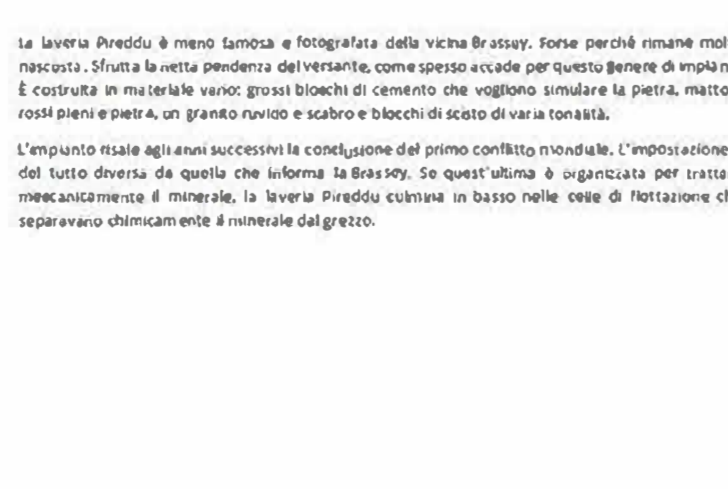 La laveria Pireddu è meno famosa e fotografata della vicina Brassey. Forse perché rimane mol
nascosta. Sfrutta la netta pendenza del versante, come spesso accade per questo genere di impian
È costruita in materiale vario: grossi blocchi di cemento che vogliono simulare la pietra, matto
rossi pieni e pietra, un granito ruvido e scabro e blocchi di scisto di varia tonalità.
L'impianto risale agli anni successivi la conclusione del primo conflitto mondiale. L'impostazione
del tutto diversa da quella che informa la Brassey. Se quest'ultima è organizzata per tratta
meccanicamente il minerale, la laveria Pireddu culmina in basso nelle celle di flottazione ch
separavano chimicamente il minerale dal grezzo.